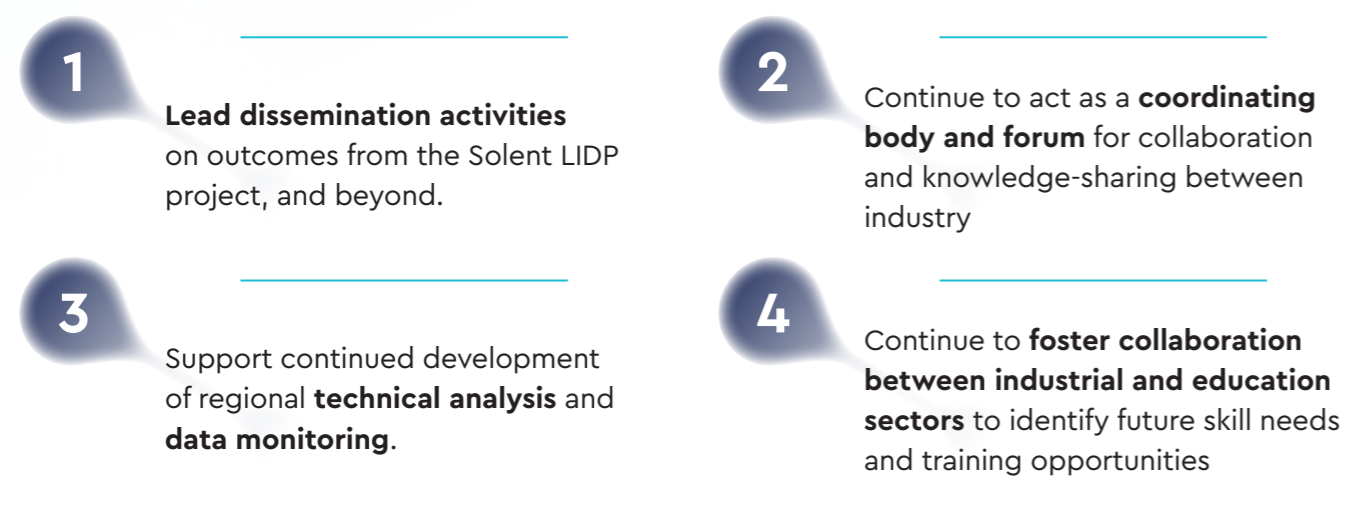 1
Lead dissemination activities
on outcomes from the Solent LIDP
project, and beyond.
2
Continue to act as a coordinating
body and forum for collaboration
and knowledge-sharing between
industry
3
Support continued development
of regional technical analysis and
data monitoring.
4
Continue to foster collaboration
between industrial and education
sectors to identify future skill needs
and training opportunities